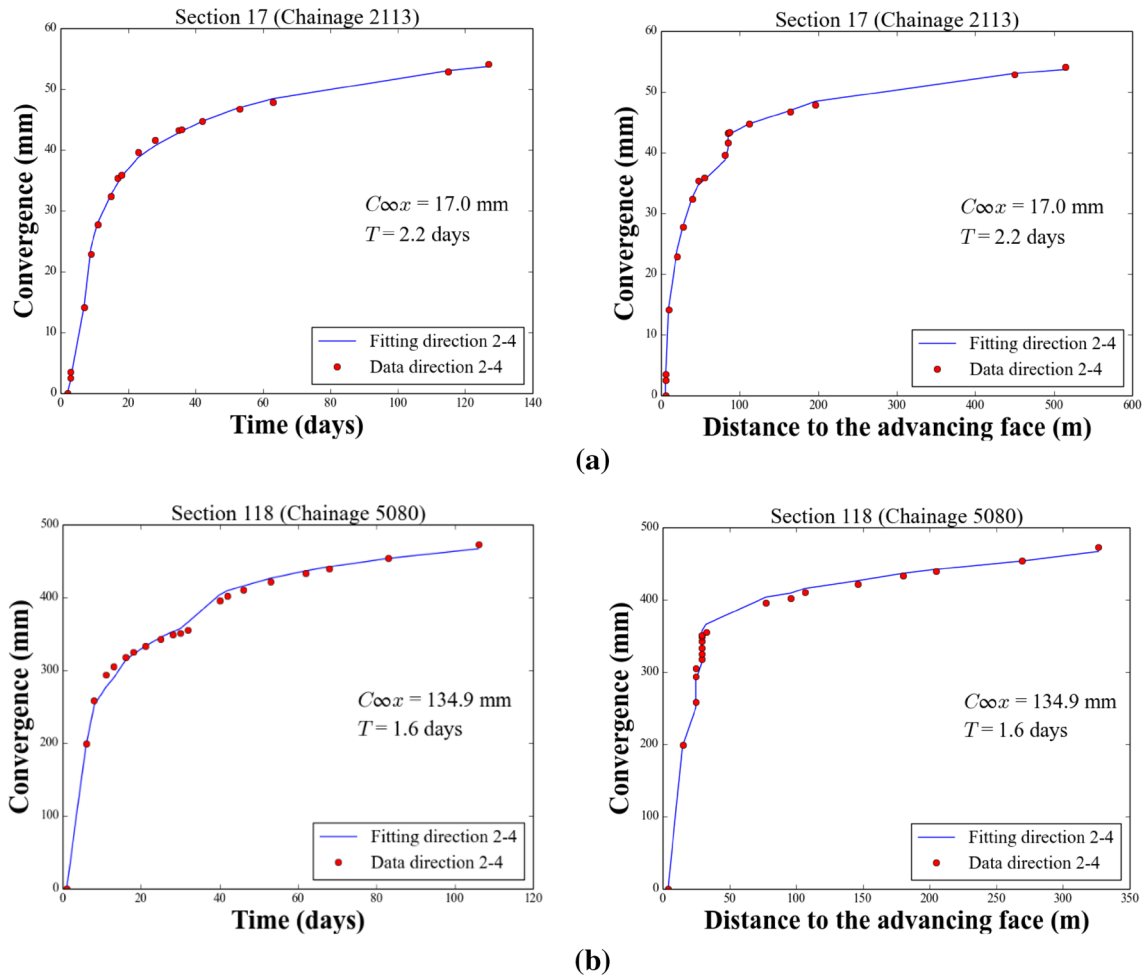 Section 17 (Chainage 2113)
60
50
40
30
20
10
0
Convergence (mm)
C∞x = 17.0 mm
T = 2.2 days
Fitting direction 2-4
Data direction 2-4
0 20 40 60 80 100 120 140
Time (days)
Section 17 (Chainage 2113)
60
50
40
30
20
10
0
Convergence (mm)
C∞x = 17.0 mm
T = 2.2 days
Fitting direction 2-4
Data direction 2-4
0 100 200 300 400 500 600
Distance to the advancing face (m)
(a)
Section 118 (Chainage 5080)
500
400
300
200
100
0
Convergence (mm)
C∞x = 134.9 mm
T = 1.6 days
Fitting direction 2-4
Data direction 2-4
0 20 40 60 80 100 120
Time (days)
Section 118 (Chainage 5080)
500
400
300
200
100
0
Convergence (mm)
C∞x = 134.9 mm
T = 1.6 days
Fitting direction 2-4
Data direction 2-4
0 50 100 150 200 250 300 350
Distance to the advancing face (m)
(b)